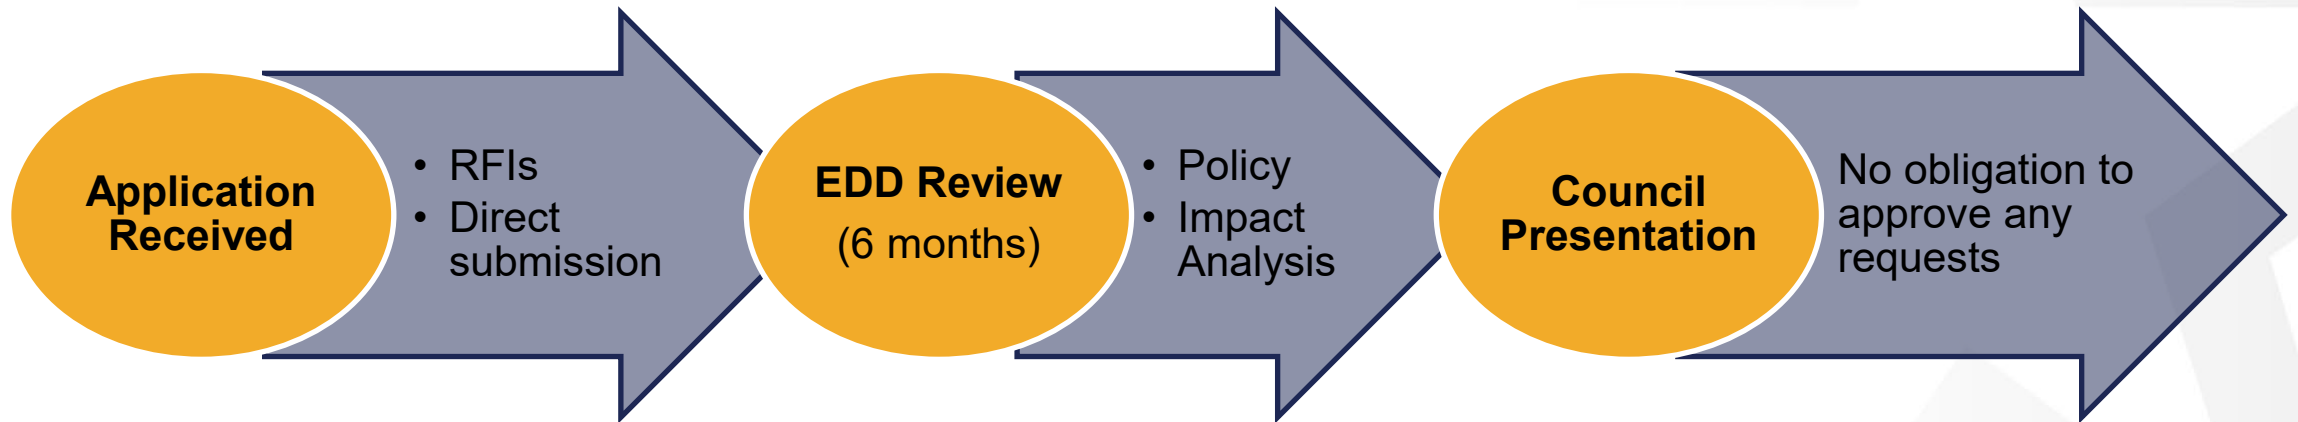 Application
Received
• RFIs
• Direct
submission
EDD Review
(6 months)
• Policy
• Impact
Analysis
Council
Presentation
No obligation to
approve any
requests